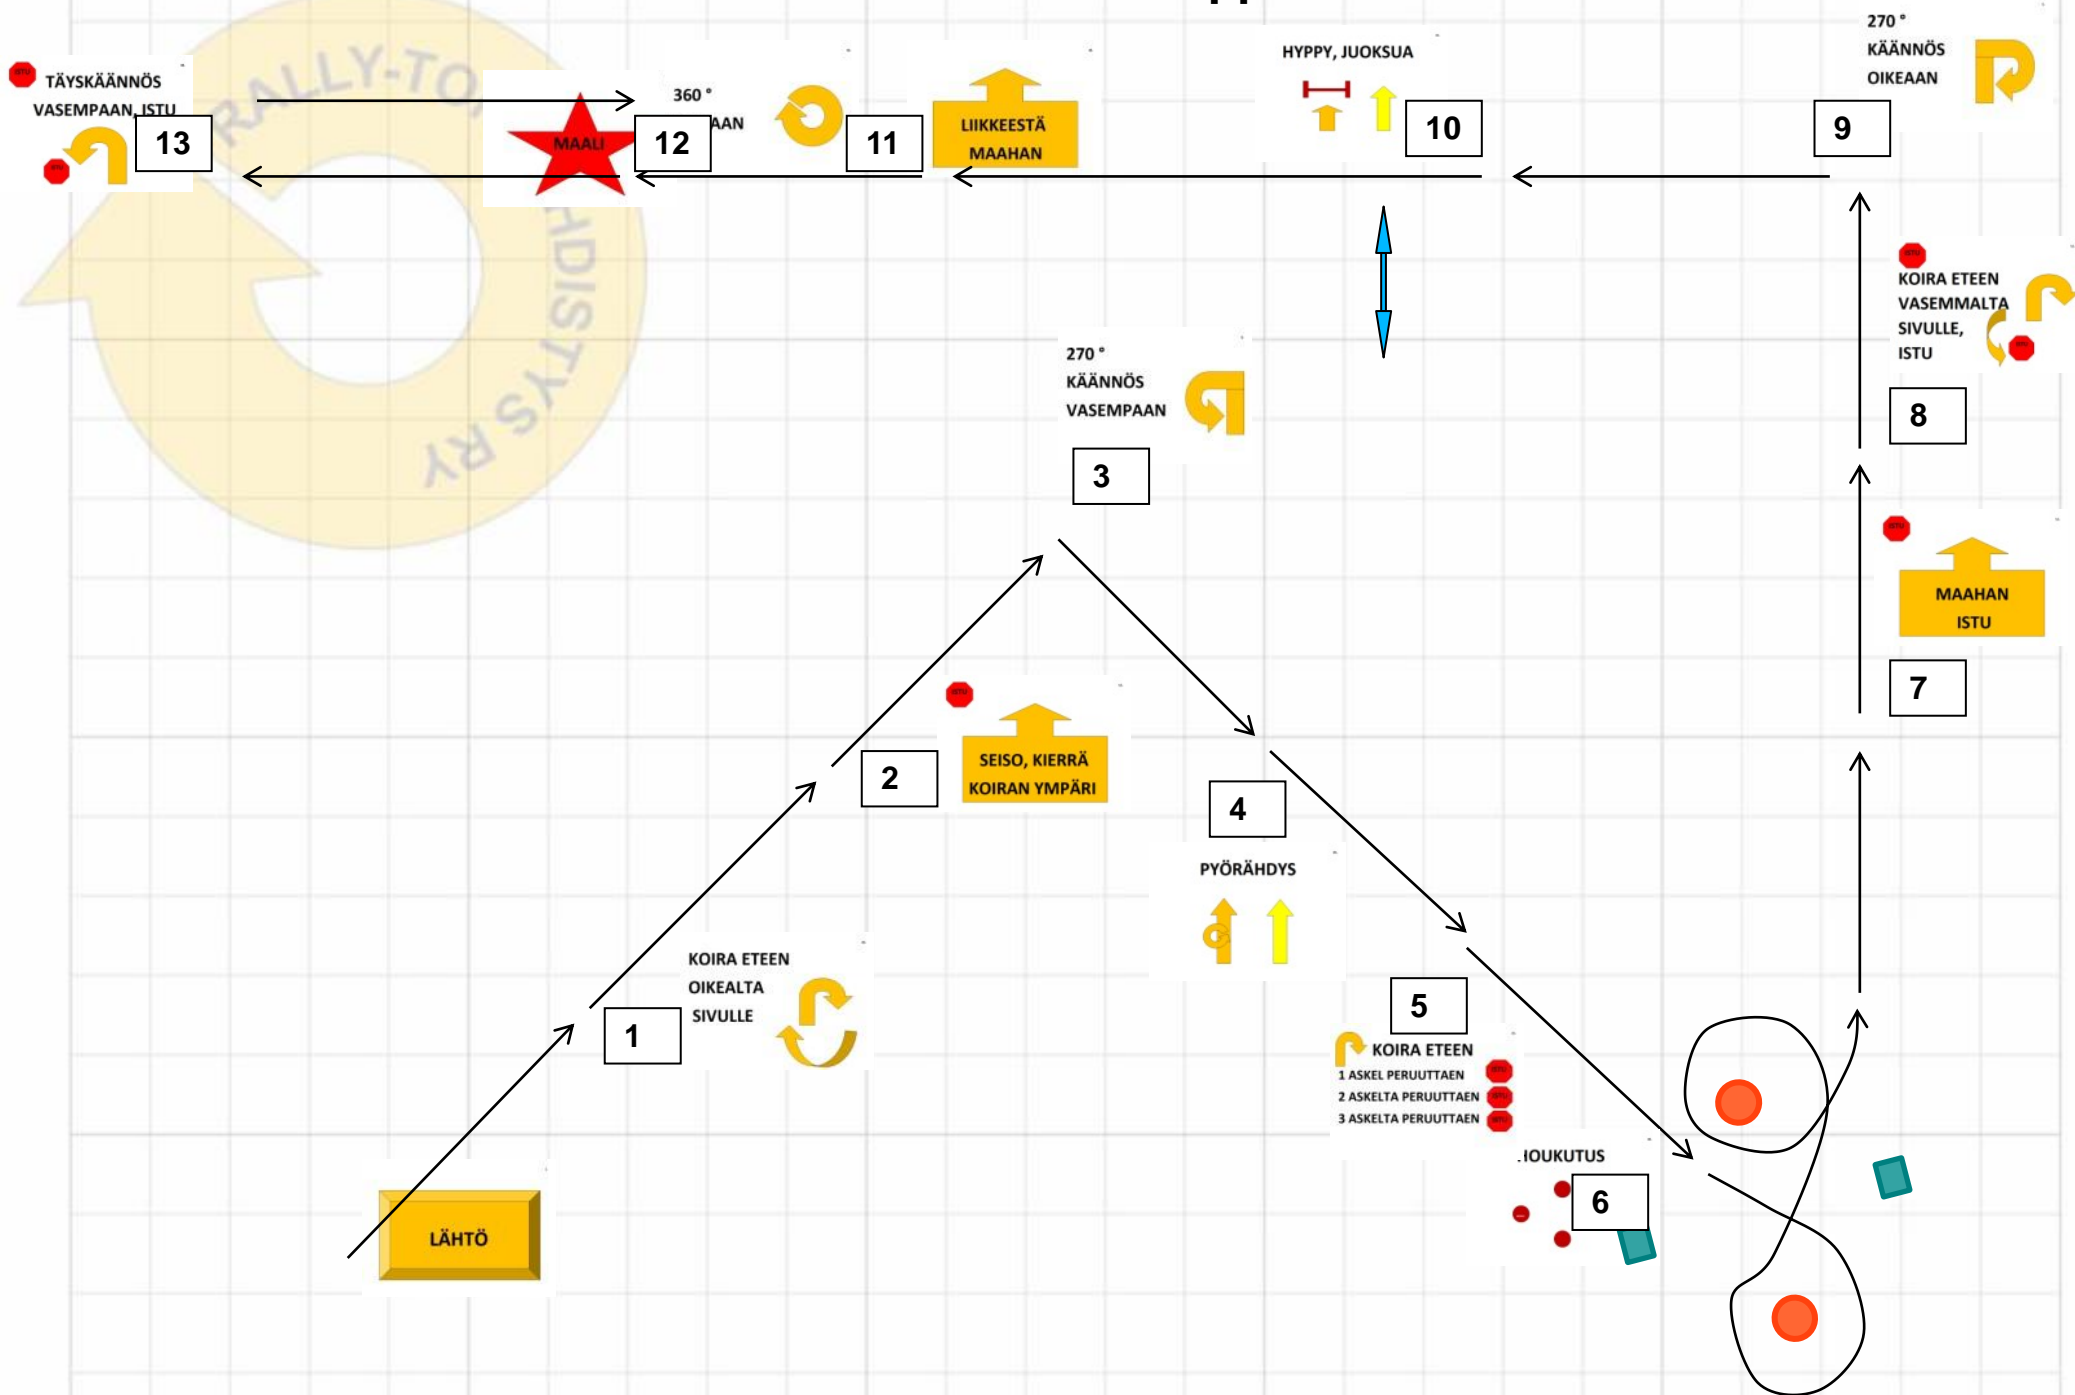 270 °
KÄÄNNÖS
OIKEAAN
9
HYPPY, JUOKSUA
10
LIIKKEESTÄ
MAAHAN
11
360 °
12
MAALI
TÄYSKÄÄNNÖS
VASEMPAAN, ISTU
13
RALLY-TO
HDISTYS RY
KOIRA ETEEN
VASEMMALTA
SIVULLE,
ISTU
8
270 °
KÄÄNNÖS
VASEMPAAN
3
MAAHAN
ISTU
7
SEISO, KIERRÄ
KOIRAN YMPÄRI
2
4
PYÖRÄHDYS
KOIRA ETEEN
OIKEALTA
SIVULLE
1
5
KOIRA ETEEN
1 ASKEL PERUUTTAEN
2 ASKELTA PERUUTTAEN
3 ASKELTA PERUUTTAEN
HOUKUTUS
6
LÄHTÖ